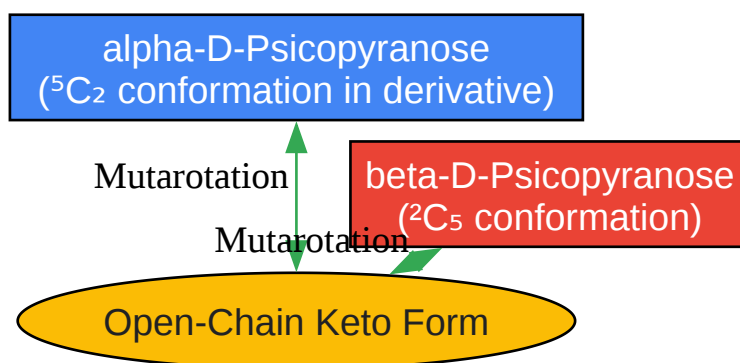 alpha-D-Psicopyranose
(⁵C₂ conformation in derivative)
Mutarotation
beta-D-Psicopyranose
(²C₅ conformation)
Mutarotation
Open-Chain Keto Form